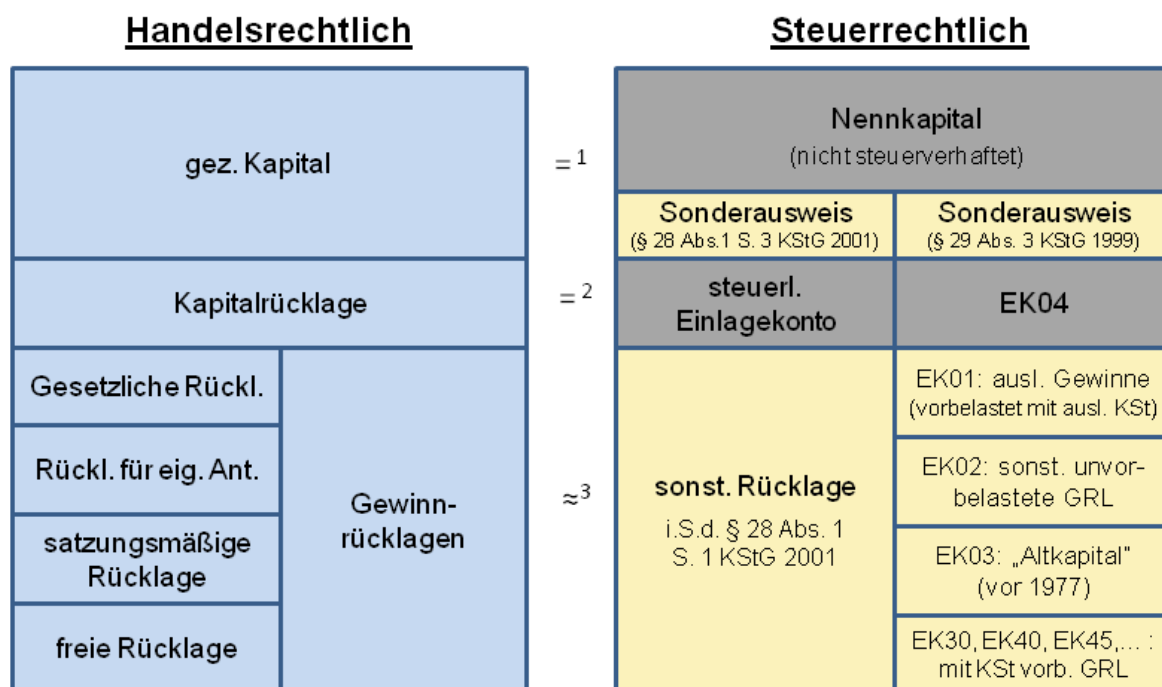 Handelsrechtlich
gez. Kapital
Kapitalrücklage
Gesetzliche Rückl.
Rückl. für eig. Ant.
satzungsmäßige
Rücklage
freie Rücklage
Gewinn-
rücklagen
= 1
= 2
≈3
Steuerrechtlich
Nennkapital
(nicht steuerverhaftet)
Sonderausweis
(§ 28 Abs.1 S. 3 KStG 2001)
Sonderausweis
(§ 29 Abs. 3 KStG 1999)
steuerl.
Einlagekonto
EK04
sonst. Rücklage
i.S.d. § 28 Abs. 1
S. 1 KStG 2001
EK01: ausl. Gewinne
(vorbelastet mit ausl. KSt)
EK02: sonst. unvor-
belastete GRL
EK03: „Altkapital“
(vor 1977)
EK30, EK40, EK45,... :
mit KSt vorb. GRL